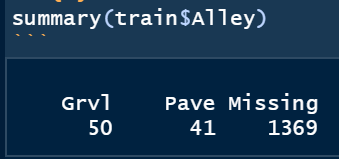 summary(train$Alley)
```
Grvl Pave Missing
50 41 1369